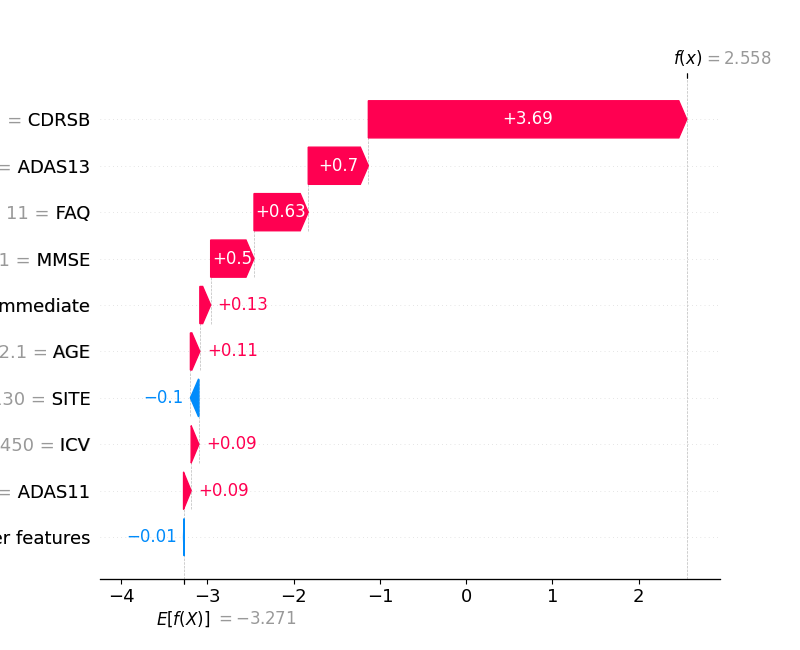 f(x) = 2.558
= CDRSB
+3.69
= ADAS13
+0.7
11 = FAQ
+0.63
1 = MMSE
+0.5
mmediate
+0.13
2.1 = AGE
+0.11
30 = SITE
−0.1
450 = ICV
+0.09
= ADAS11
+0.09
er features
−0.01
−4 −3 −2 −1 0 1 2
E[f(X)] = −3.271